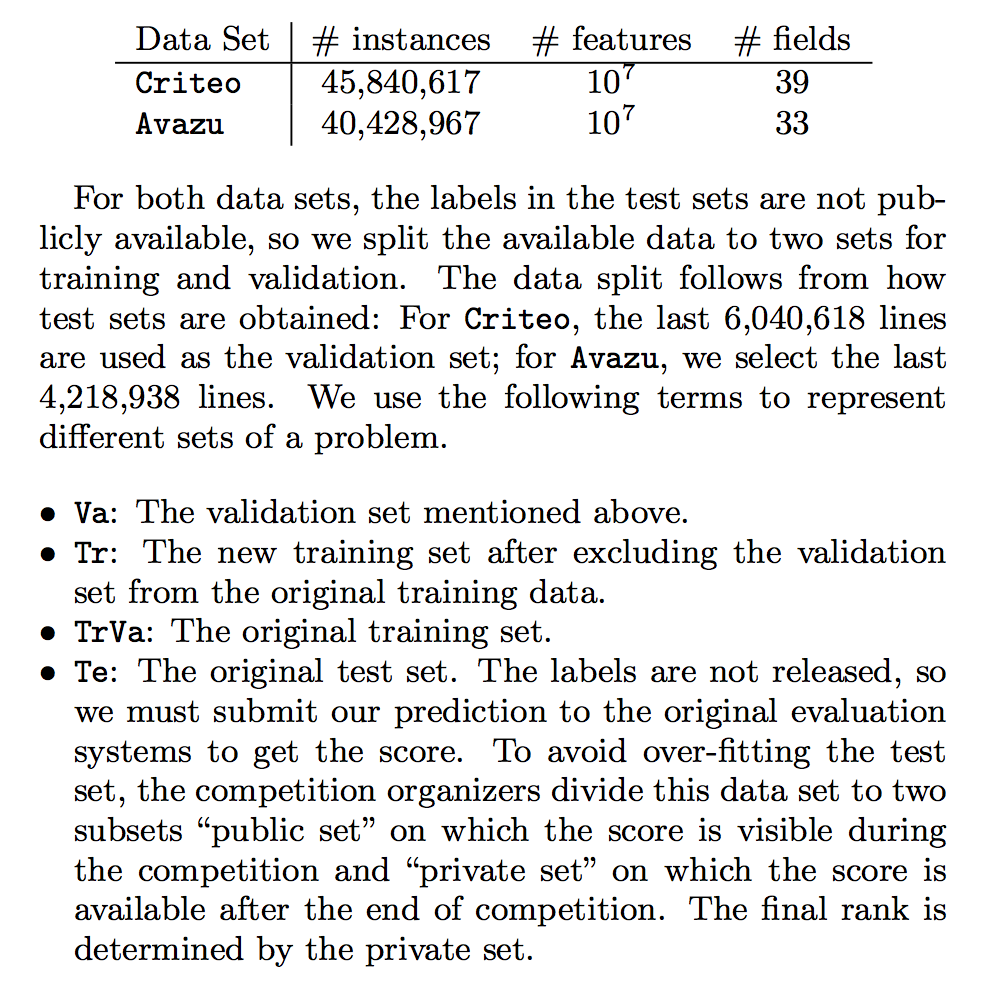 Data Set # instances # features # fields
Criteo 45,840,617 10⁷ 39
Avazu 40,428,967 10⁷ 33
For both data sets, the labels in the test sets are not pub-
licly available, so we split the available data to two sets for
training and validation. The data split follows from how
test sets are obtained: For Criteo, the last 6,040,618 lines
are used as the validation set; for Avazu, we select the last
4,218,938 lines. We use the following terms to represent
different sets of a problem.
• Va: The validation set mentioned above.
• Tr: The new training set after excluding the validation
set from the original training data.
• TrVa: The original training set.
• Te: The original test set. The labels are not released, so
we must submit our prediction to the original evaluation
systems to get the score. To avoid over-fitting the test
set, the competition organizers divide this data set to two
subsets “public set” on which the score is visible during
the competition and “private set” on which the score is
available after the end of competition. The final rank is
determined by the private set.